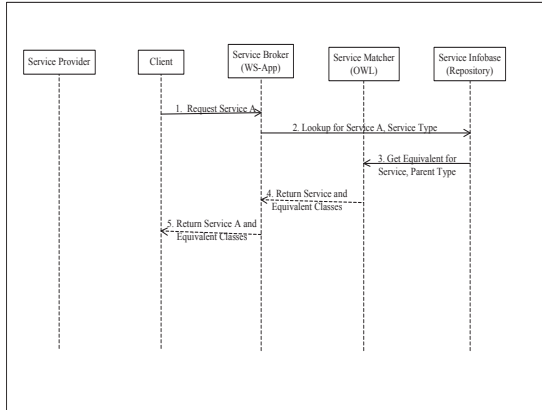 Service Provider
Client
Service Broker
(WS-App)
Service Matcher
(OWL)
Service Infobase
(Repository)
1. Request Service A
2. Lookup for Service A, Service Type
3. Get Equivalent for
Service, Parent Type
4. Return Service and
Equivalent Classes
5. Return Service A and
Equivalent Classes